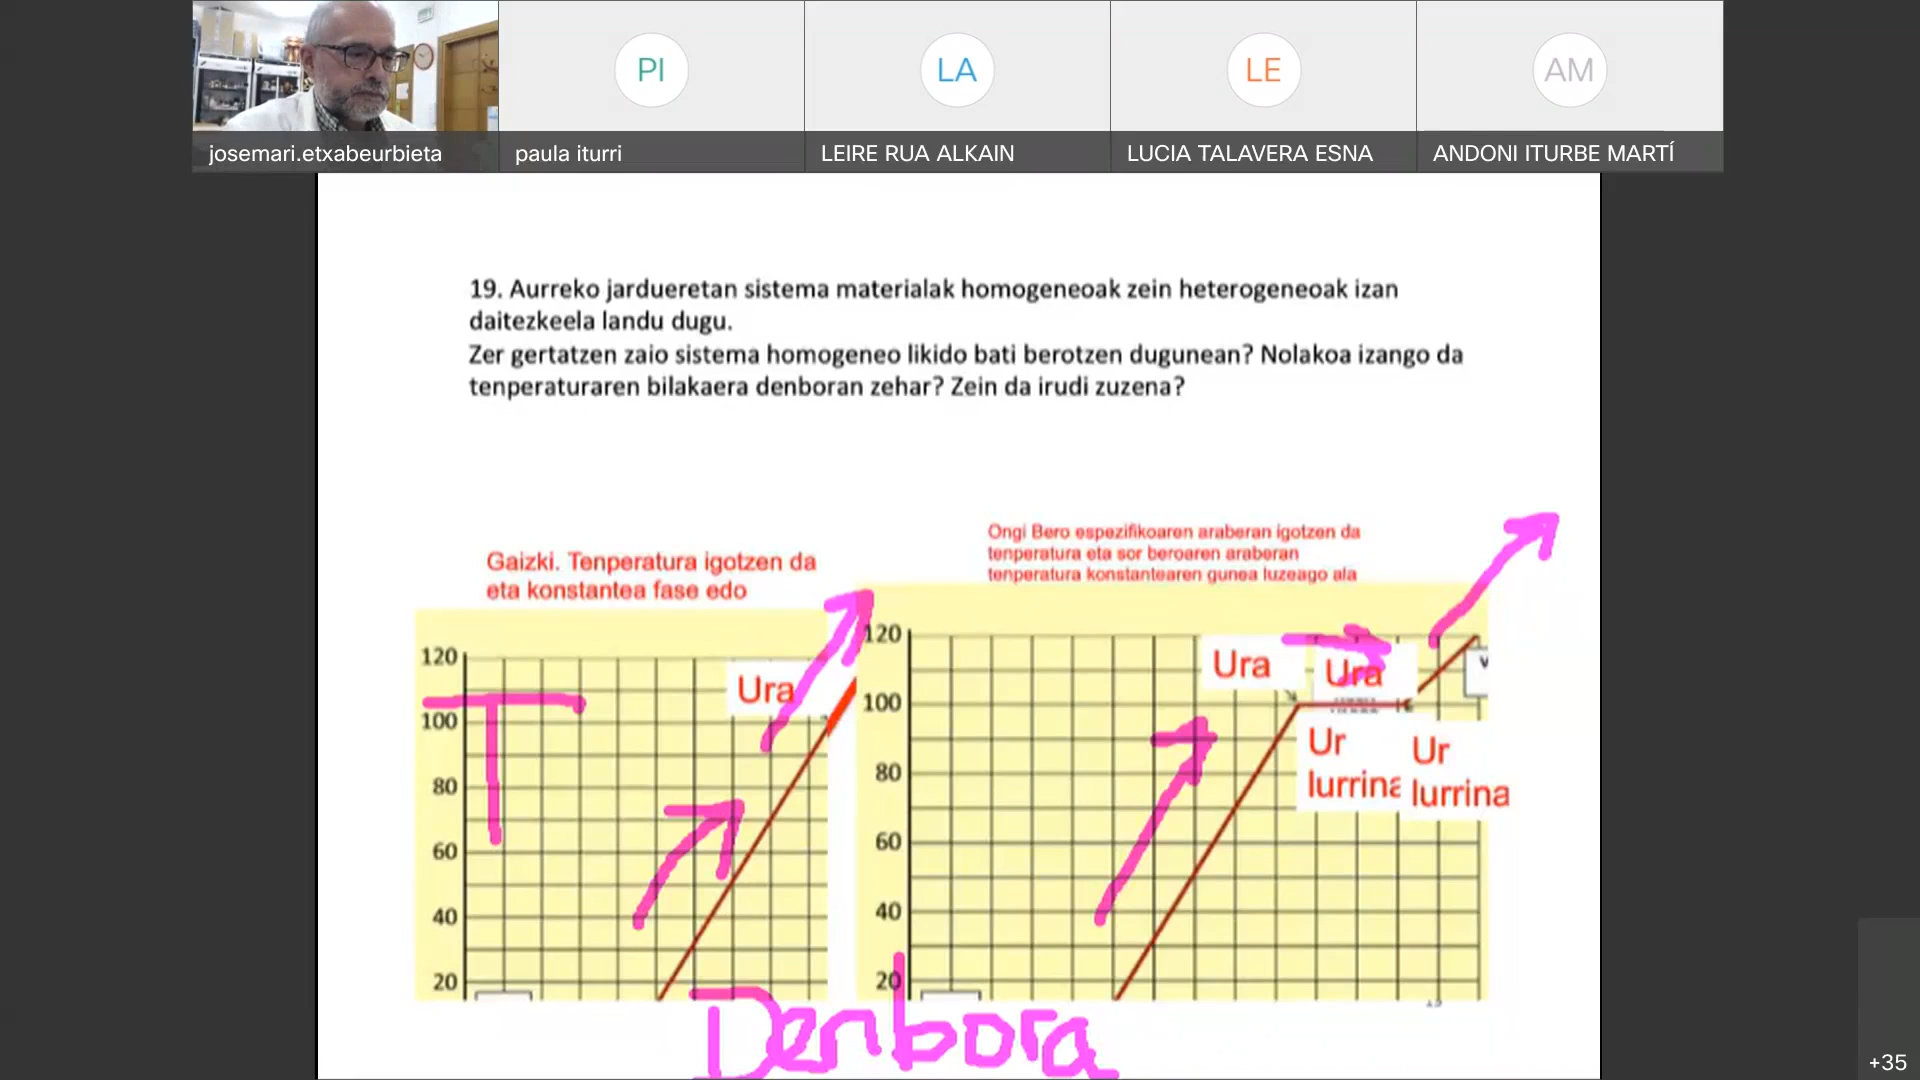 PI
LA
LE
AM
josemari.etxabeurbieta
paula iturri
LEIRE RUA ALKAIN
LUCIA TALAVERA ESNA
ANDONI ITURBE MARTÍ
19. Aurreko jardueretan sistema materialak homogeneoak zein heterogeneoak izan
daitezkeela landu dugu.
Zer gertatzen zaio sistema homogeneo likido bati berotzen dugunean? Nolakoa izango da
tenperaturaren bilakaera denboran zehar? Zein da irudi zuzena?
Gaizki. Tenperatura igotzen da
eta konstantea fase edo
Ongi Bero espezifikoaren araberan igotzen da
tenperatura eta sor beroaren araberan
tenperatura konstantearen gunea luzeago ala
120
100
80
60
40
20
T
Ura
120
100
80
60
40
20
Ura
Ura
Ur
lurrina
Ur
lurrina
Denbora
+35